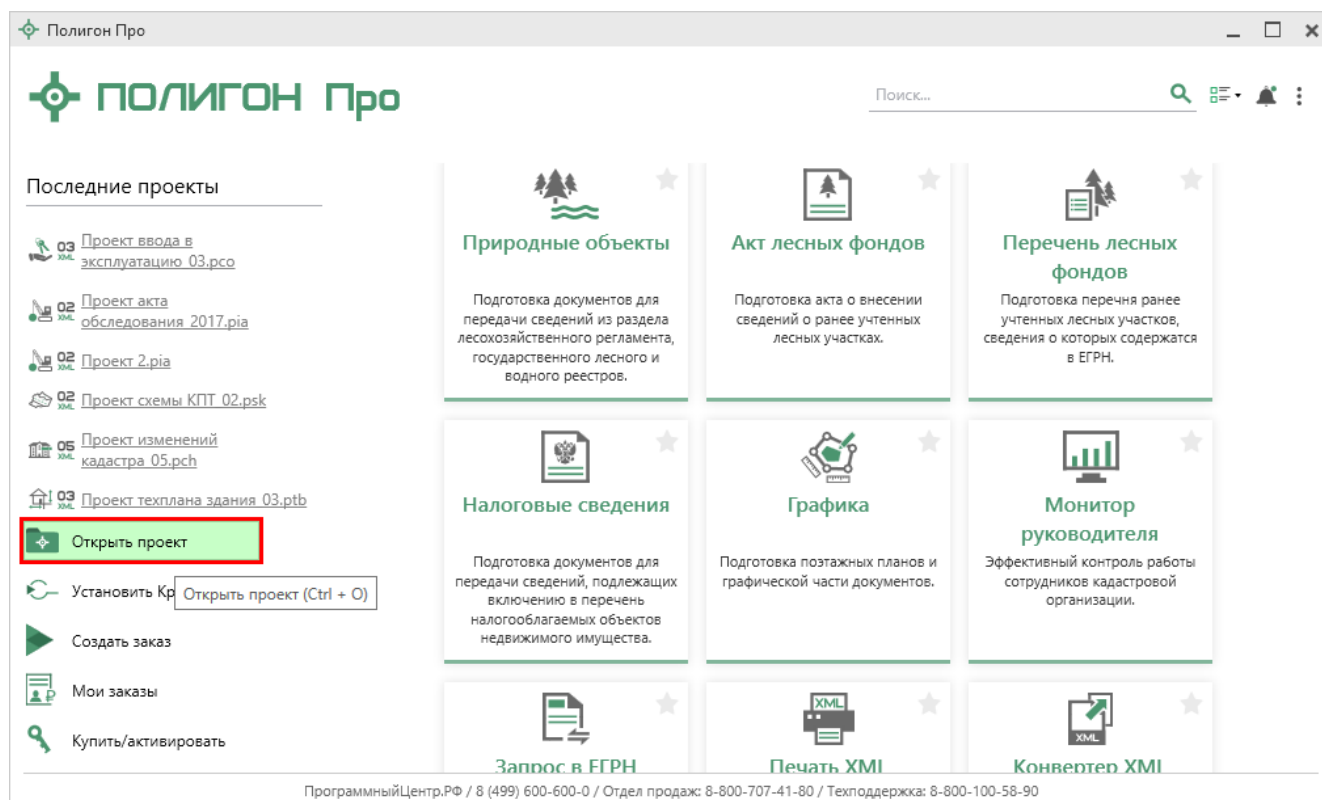 Полигон Про
ПОЛИГОН Про
Поиск...
Последние проекты
03 XML Проект ввода в
эксплуатацию_03.pco
02 XML Проект акта
обследования_2017.pia
02 XML Проект 2.pia
02 XML Проект схемы КПТ_02.psk
05 XML Проект изменений
кадастра_05.pch
03 XML Проект техплана здания_03.ptb
Открыть проект
Установить Кр
Открыть проект (Ctrl + O)
Создать заказ
Мои заказы
Купить/активировать
Природные объекты
Подготовка документов для
передачи сведений из раздела
лесохозяйственного регламента,
государственного лесного и
водного реестров.
Акт лесных фондов
Подготовка акта о внесении
сведений о ранее учтенных
лесных участках.
Перечень лесных
фондов
Подготовка перечня ранее
учтенных лесных участков,
сведения о которых содержатся
в ЕГРН.
Налоговые сведения
Подготовка документов для
передачи сведений, подлежащих
включению в перечень
налогооблагаемых объектов
недвижимого имущества.
Графика
Подготовка поэтажных планов и
графической части документов.
Монитор
руководителя
Эффективный контроль работы
сотрудников кадастровой
организации.
Запрос в ЕГРН
XML
Печать XML
XML
Конвертер XML
ПрограммныйЦентр.РФ / 8 (499) 600-600-0 / Отдел продаж: 8-800-707-41-80 / Техподдержка: 8-800-100-58-90